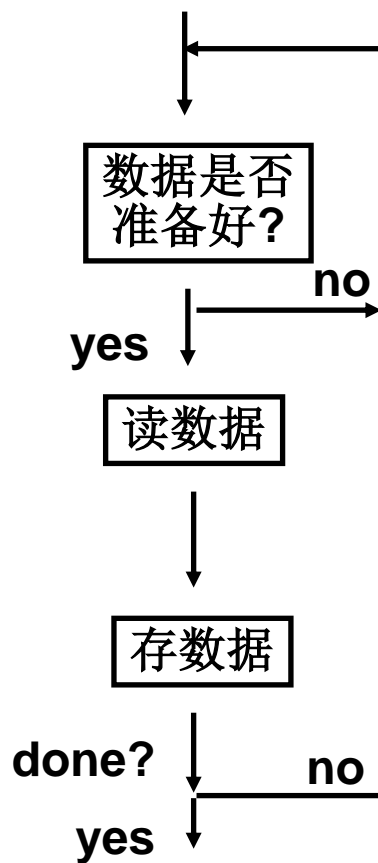 数据是否
准备好?
no
yes
读数据
存数据
done?
no
yes